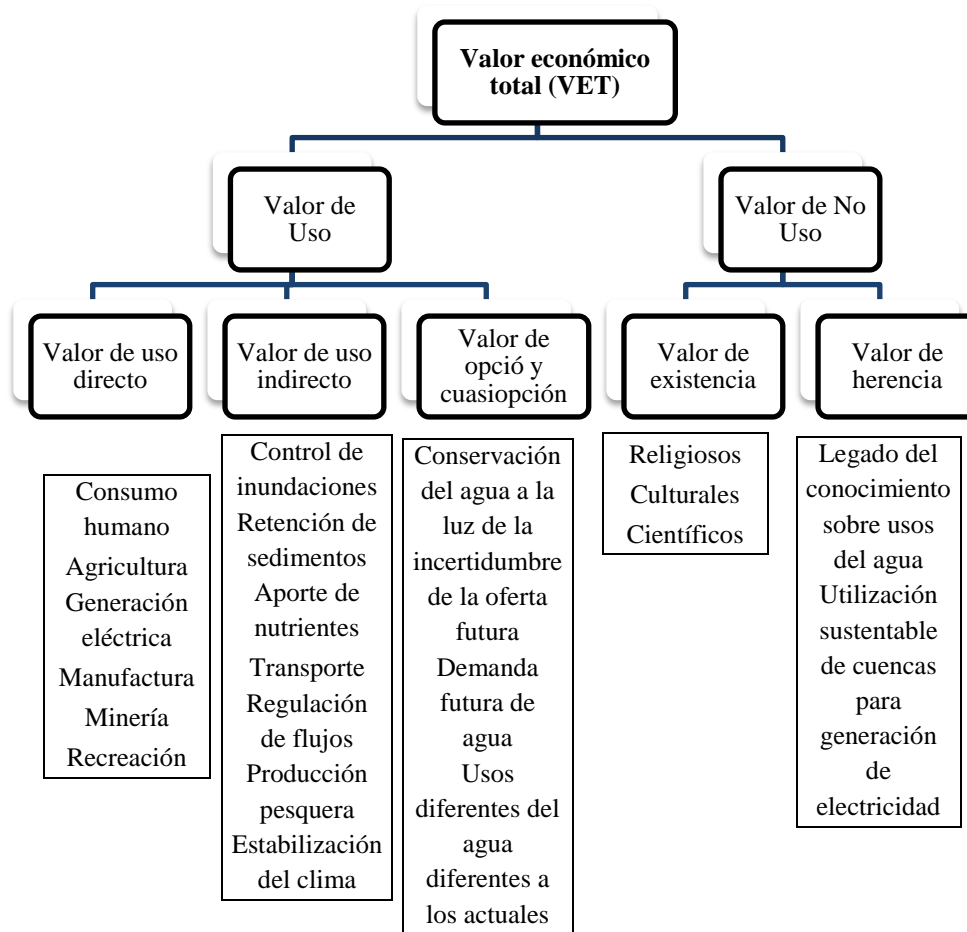 Valor económico
total (VET)
Valor de
Uso
Valor de No
Uso
Valor de uso
directo
Valor de uso
indirecto
Valor de
opció y
cuasiopción
Valor de
existencia
Valor de
herencia
Consumo
humano
Agricultura
Generación
eléctrica
Manufactura
Minería
Recreación
Control de
inundaciones
Retención de
sedimentos
Aporte de
nutrientes
Transporte
Regulación
de flujos
Producción
pesquera
Estabilización
del clima
Conservación
del agua a la
luz de la
incertidumbre
de la oferta
futura
Demanda
futura de
agua
Usos
diferentes del
agua
diferentes a
los actuales
Religiosos
Culturales
Científicos
Legado del
conocimiento
sobre usos
del agua
Utilización
sustentable
de cuencas
para
generación
de
electricidad